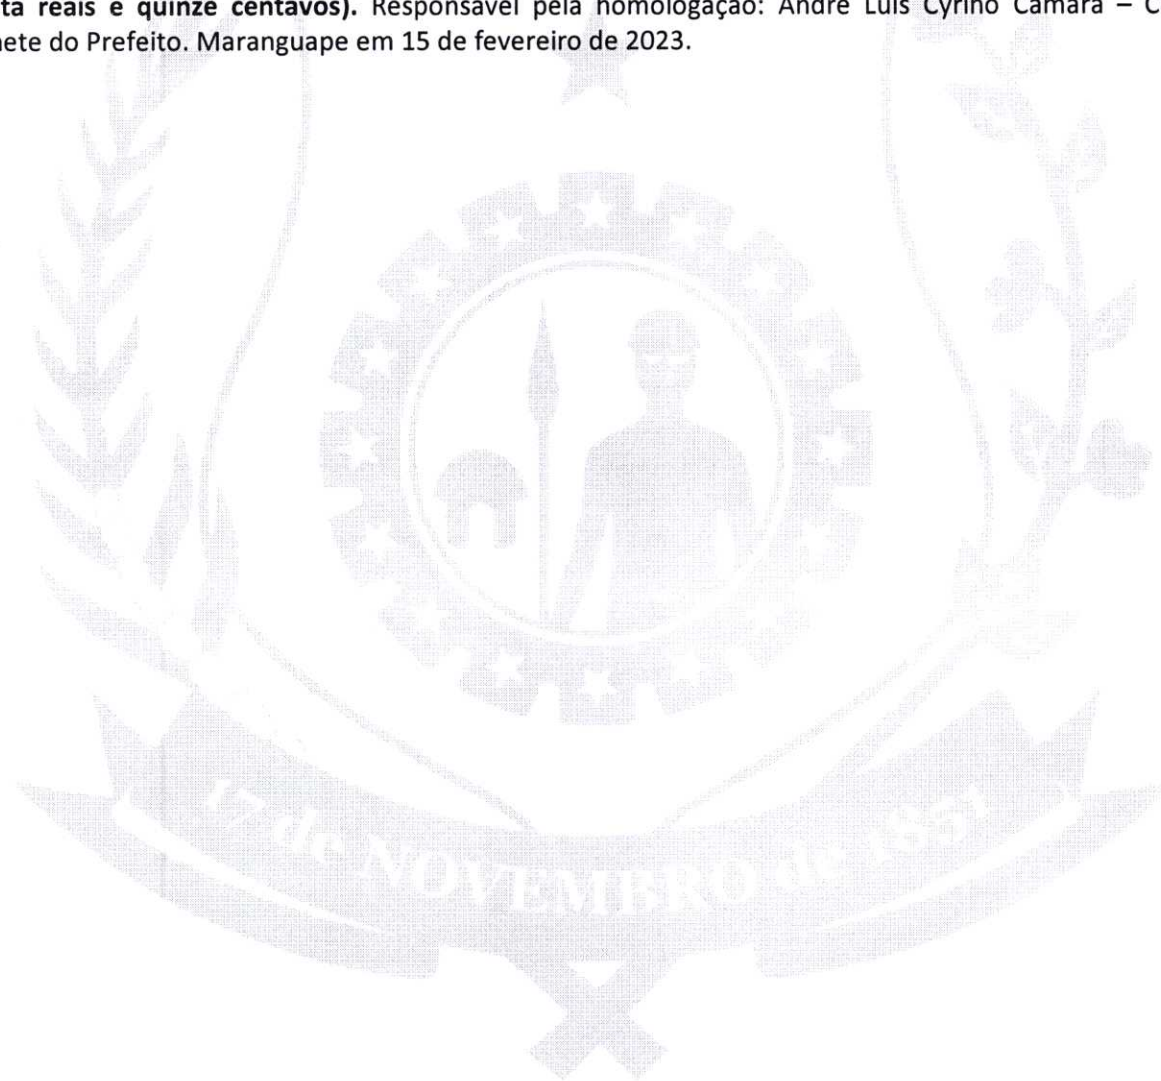 ta reais e quinze centavos). Responsável pela homologação: André Luis Cyrino Câmara – C
ete do Prefeito. Maranguape em 15 de fevereiro de 2023.
17 de NOVEMBRO de 1851